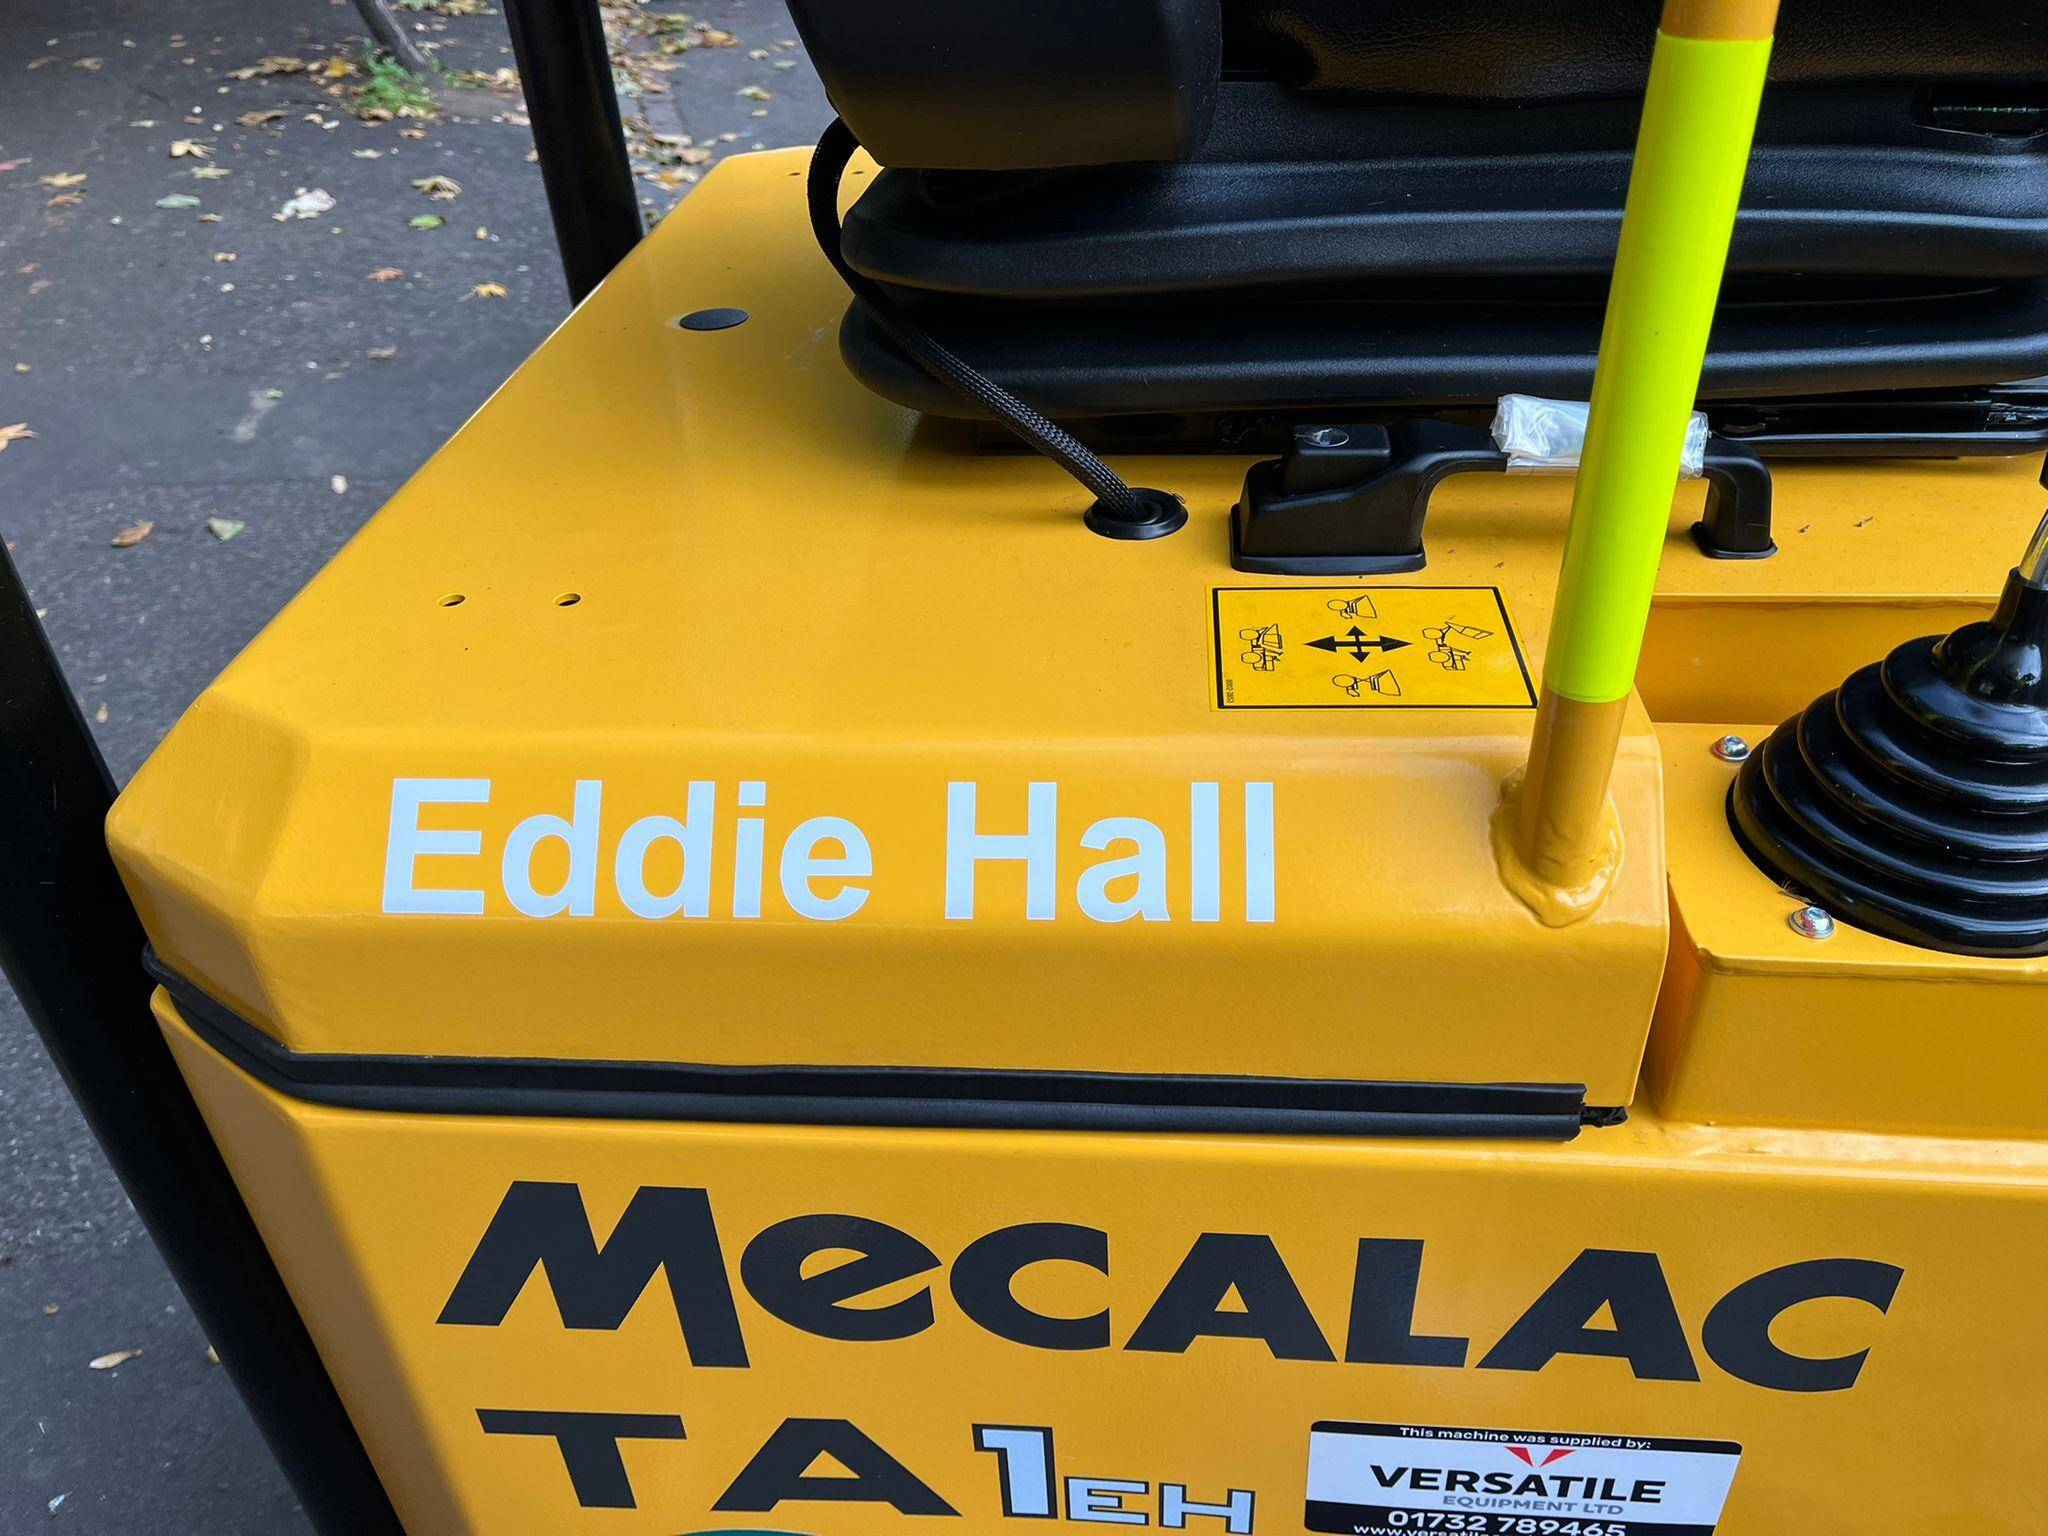 Eddie Hall
MeCALAC
TA1EH
This machine was supplied by:
VERSATILE
EQUIPMENT LTD
01732 789465